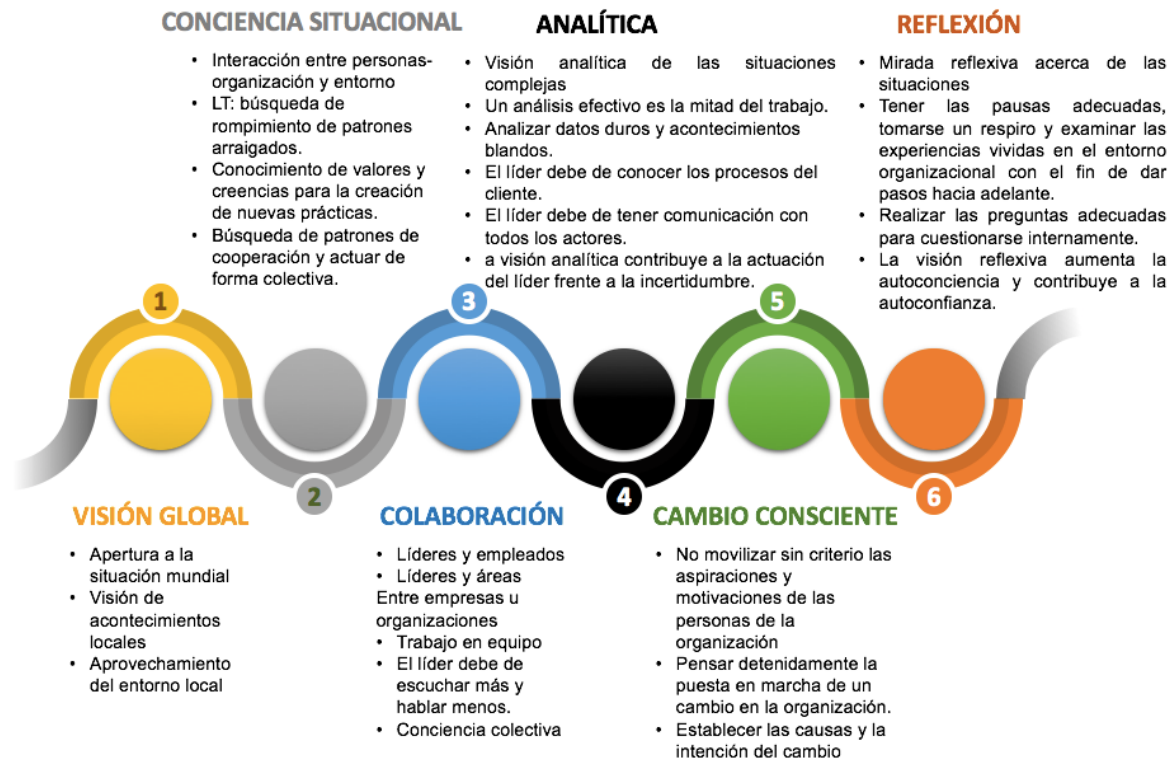 CONCIENCIA SITUACIONAL
• Interacción entre personas-
organización y entorno
• LT: búsqueda de
rompimiento de patrones
arraigados.
• Conocimiento de valores y
creencias para la creación
de nuevas prácticas.
• Búsqueda de patrones de
cooperación y actuar de
forma colectiva.
ANALÍTICA
• Visión analítica de las situaciones
complejas
• Un análisis efectivo es la mitad del trabajo.
• Analizar datos duros y acontecimientos
blandos.
• El líder debe de conocer los procesos del
cliente.
• El líder debe de tener comunicación con
todos los actores.
• a visión analítica contribuye a la actuación
del líder frente a la incertidumbre.
REFLEXIÓN
• Mirada reflexiva acerca de las
situaciones
• Tener las pausas adecuadas,
tomarse un respiro y examinar las
experiencias vividas en el entorno
organizacional con el fin de dar
pasos hacia adelante.
• Realizar las preguntas adecuadas
para cuestionarse internamente.
• La visión reflexiva aumenta la
autoconciencia y contribuye a la
autoconfianza.
1
3
5
2
4
6
VISIÓN GLOBAL
• Apertura a la
situación mundial
• Visión de
acontecimientos
locales
• Aprovechamiento
del entorno local
COLABORACIÓN
• Líderes y empleados
• Líderes y áreas
Entre empresas u
organizaciones
• Trabajo en equipo
• El líder debe de
escuchar más y
hablar menos.
• Conciencia colectiva
CAMBIO CONSCIENTE
• No movilizar sin criterio las
aspiraciones y
motivaciones de las
personas de la
organización
• Pensar detenidamente la
puesta en marcha de un
cambio en la organización.
• Establecer las causas y la
intención del cambio